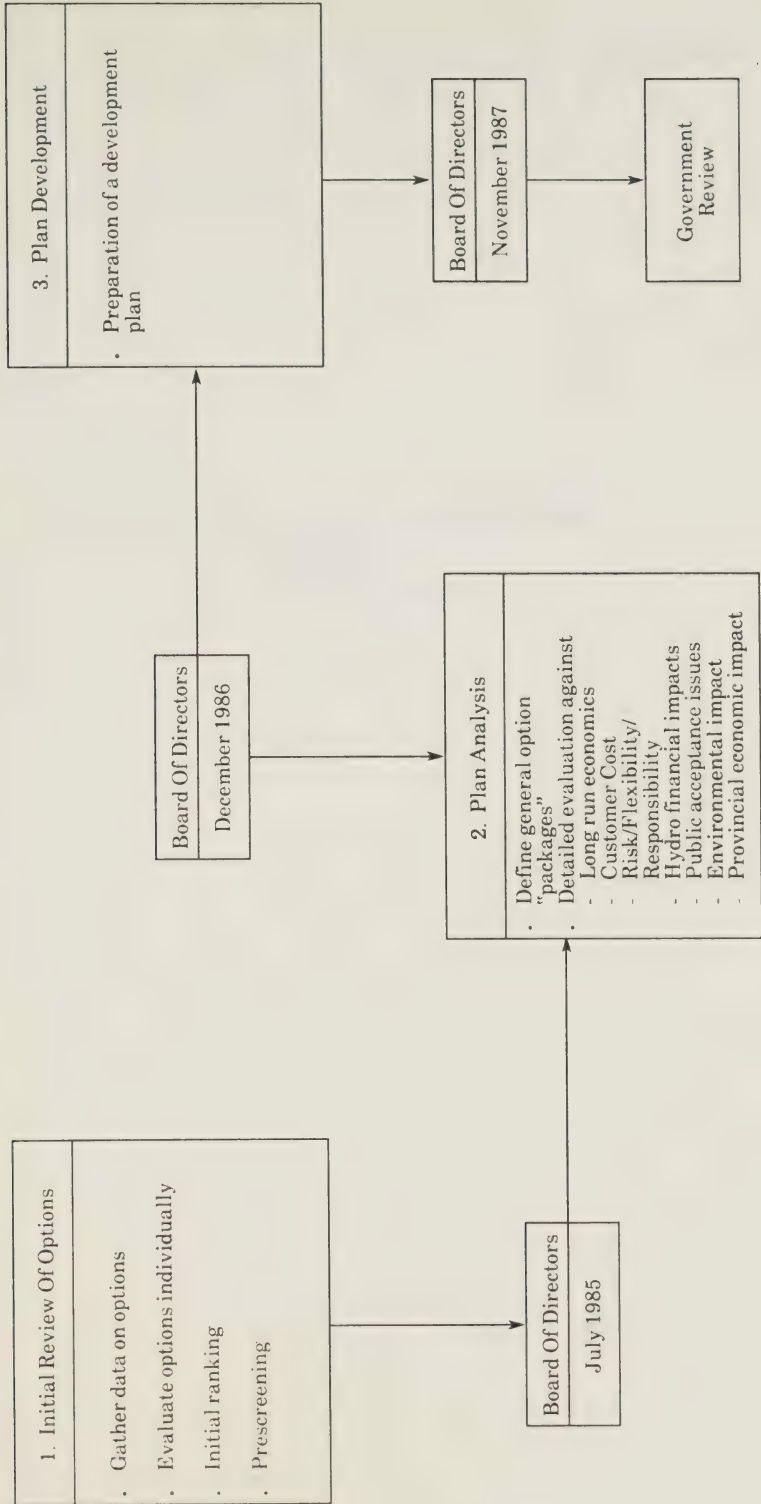 1. Initial Review Of Options
· Gather data on options
· Evaluate options individually
· Initial ranking
· Prescreening
Board Of Directors
July 1985
2. Plan Analysis
· Define general option
"packages"
· Detailed evaluation against
- Long run economics
- Customer Cost
- Risk/Flexibility/
Responsibility
- Hydro financial impacts
- Public acceptance issues
- Environmental impact
- Provincial economic impact
Board Of Directors
December 1986
3. Plan Development
· Preparation of a development
plan
Board Of Directors
November 1987
Government
Review